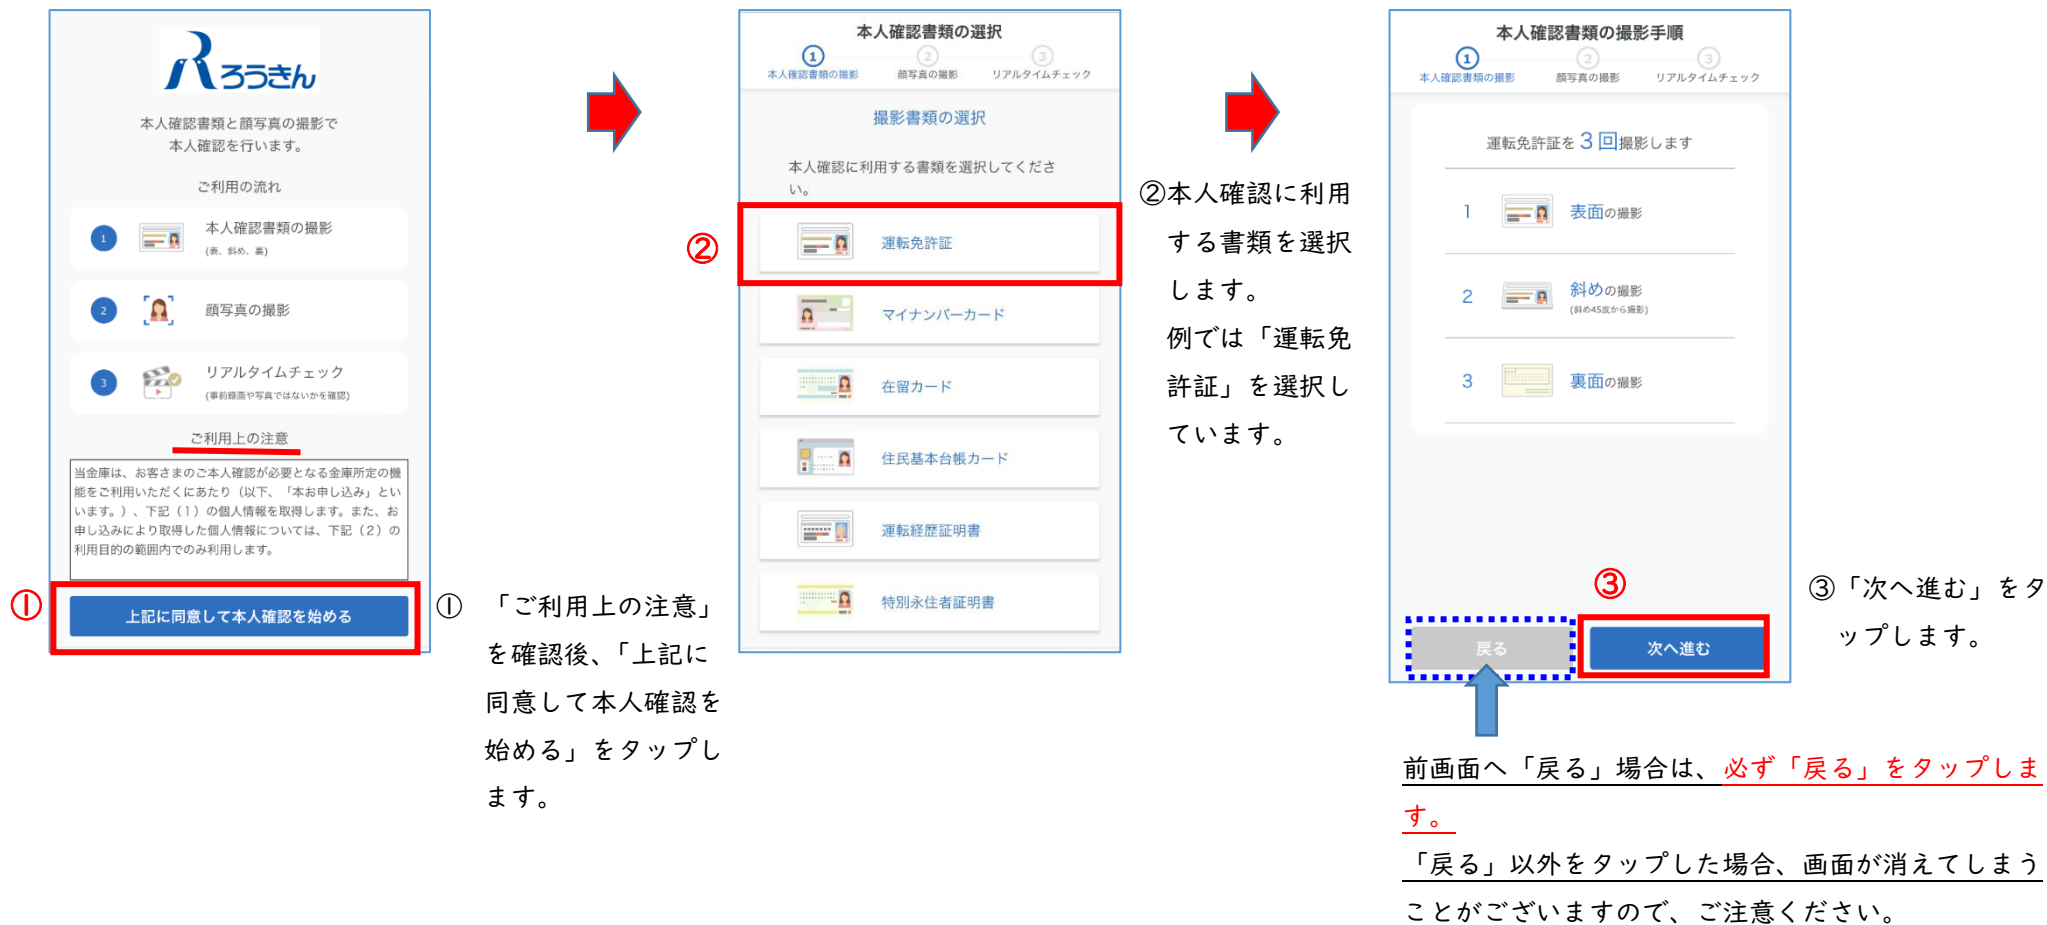 ろうきん
本人確認書類と顔写真の撮影で
本人確認を行います。
ご利用の流れ
1
本人確認書類の撮影
(表、斜め、裏)
2
顔写真の撮影
3
リアルタイムチェック
(事前録画や写真ではないかを確認)
ご利用上の注意
当金庫は、お客さまのご本人確認が必要となる金庫所定の機
能をご利用いただくにあたり（以下、「本お申し込み」とい
います。）、下記（1）の個人情報を取得します。また、お
申し込みにより取得した個人情報については、下記（2）の
利用目的の範囲内でのみ利用します。
①
上記に同意して本人確認を始める
① 「ご利用上の注意」
を確認後、「上記に
同意して本人確認を
始める」をタップし
ます。
本人確認書類の選択
1 2 3
本人確認書類の撮影 顔写真の撮影 リアルタイムチェック
撮影書類の選択
本人確認に利用する書類を選択してくださ
い。
②
運転免許証
マイナンバーカード
在留カード
住民基本台帳カード
運転経歴証明書
特別永住者証明書
②本人確認に利用
する書類を選択
します。
例では「運転免
許証」を選択し
ています。
本人確認書類の撮影手順
1 2 3
本人確認書類の撮影 顔写真の撮影 リアルタイムチェック
運転免許証を3回撮影します
1 表面の撮影
2 斜めの撮影
(斜め45度から撮影)
3 裏面の撮影
③
戻る
次へ進む
③「次へ進む」をタ
ップします。
前画面へ「戻る」場合は、必ず「戻る」をタップしま
す。
「戻る」以外をタップした場合、画面が消えてしまう
ことがございますので、ご注意ください。